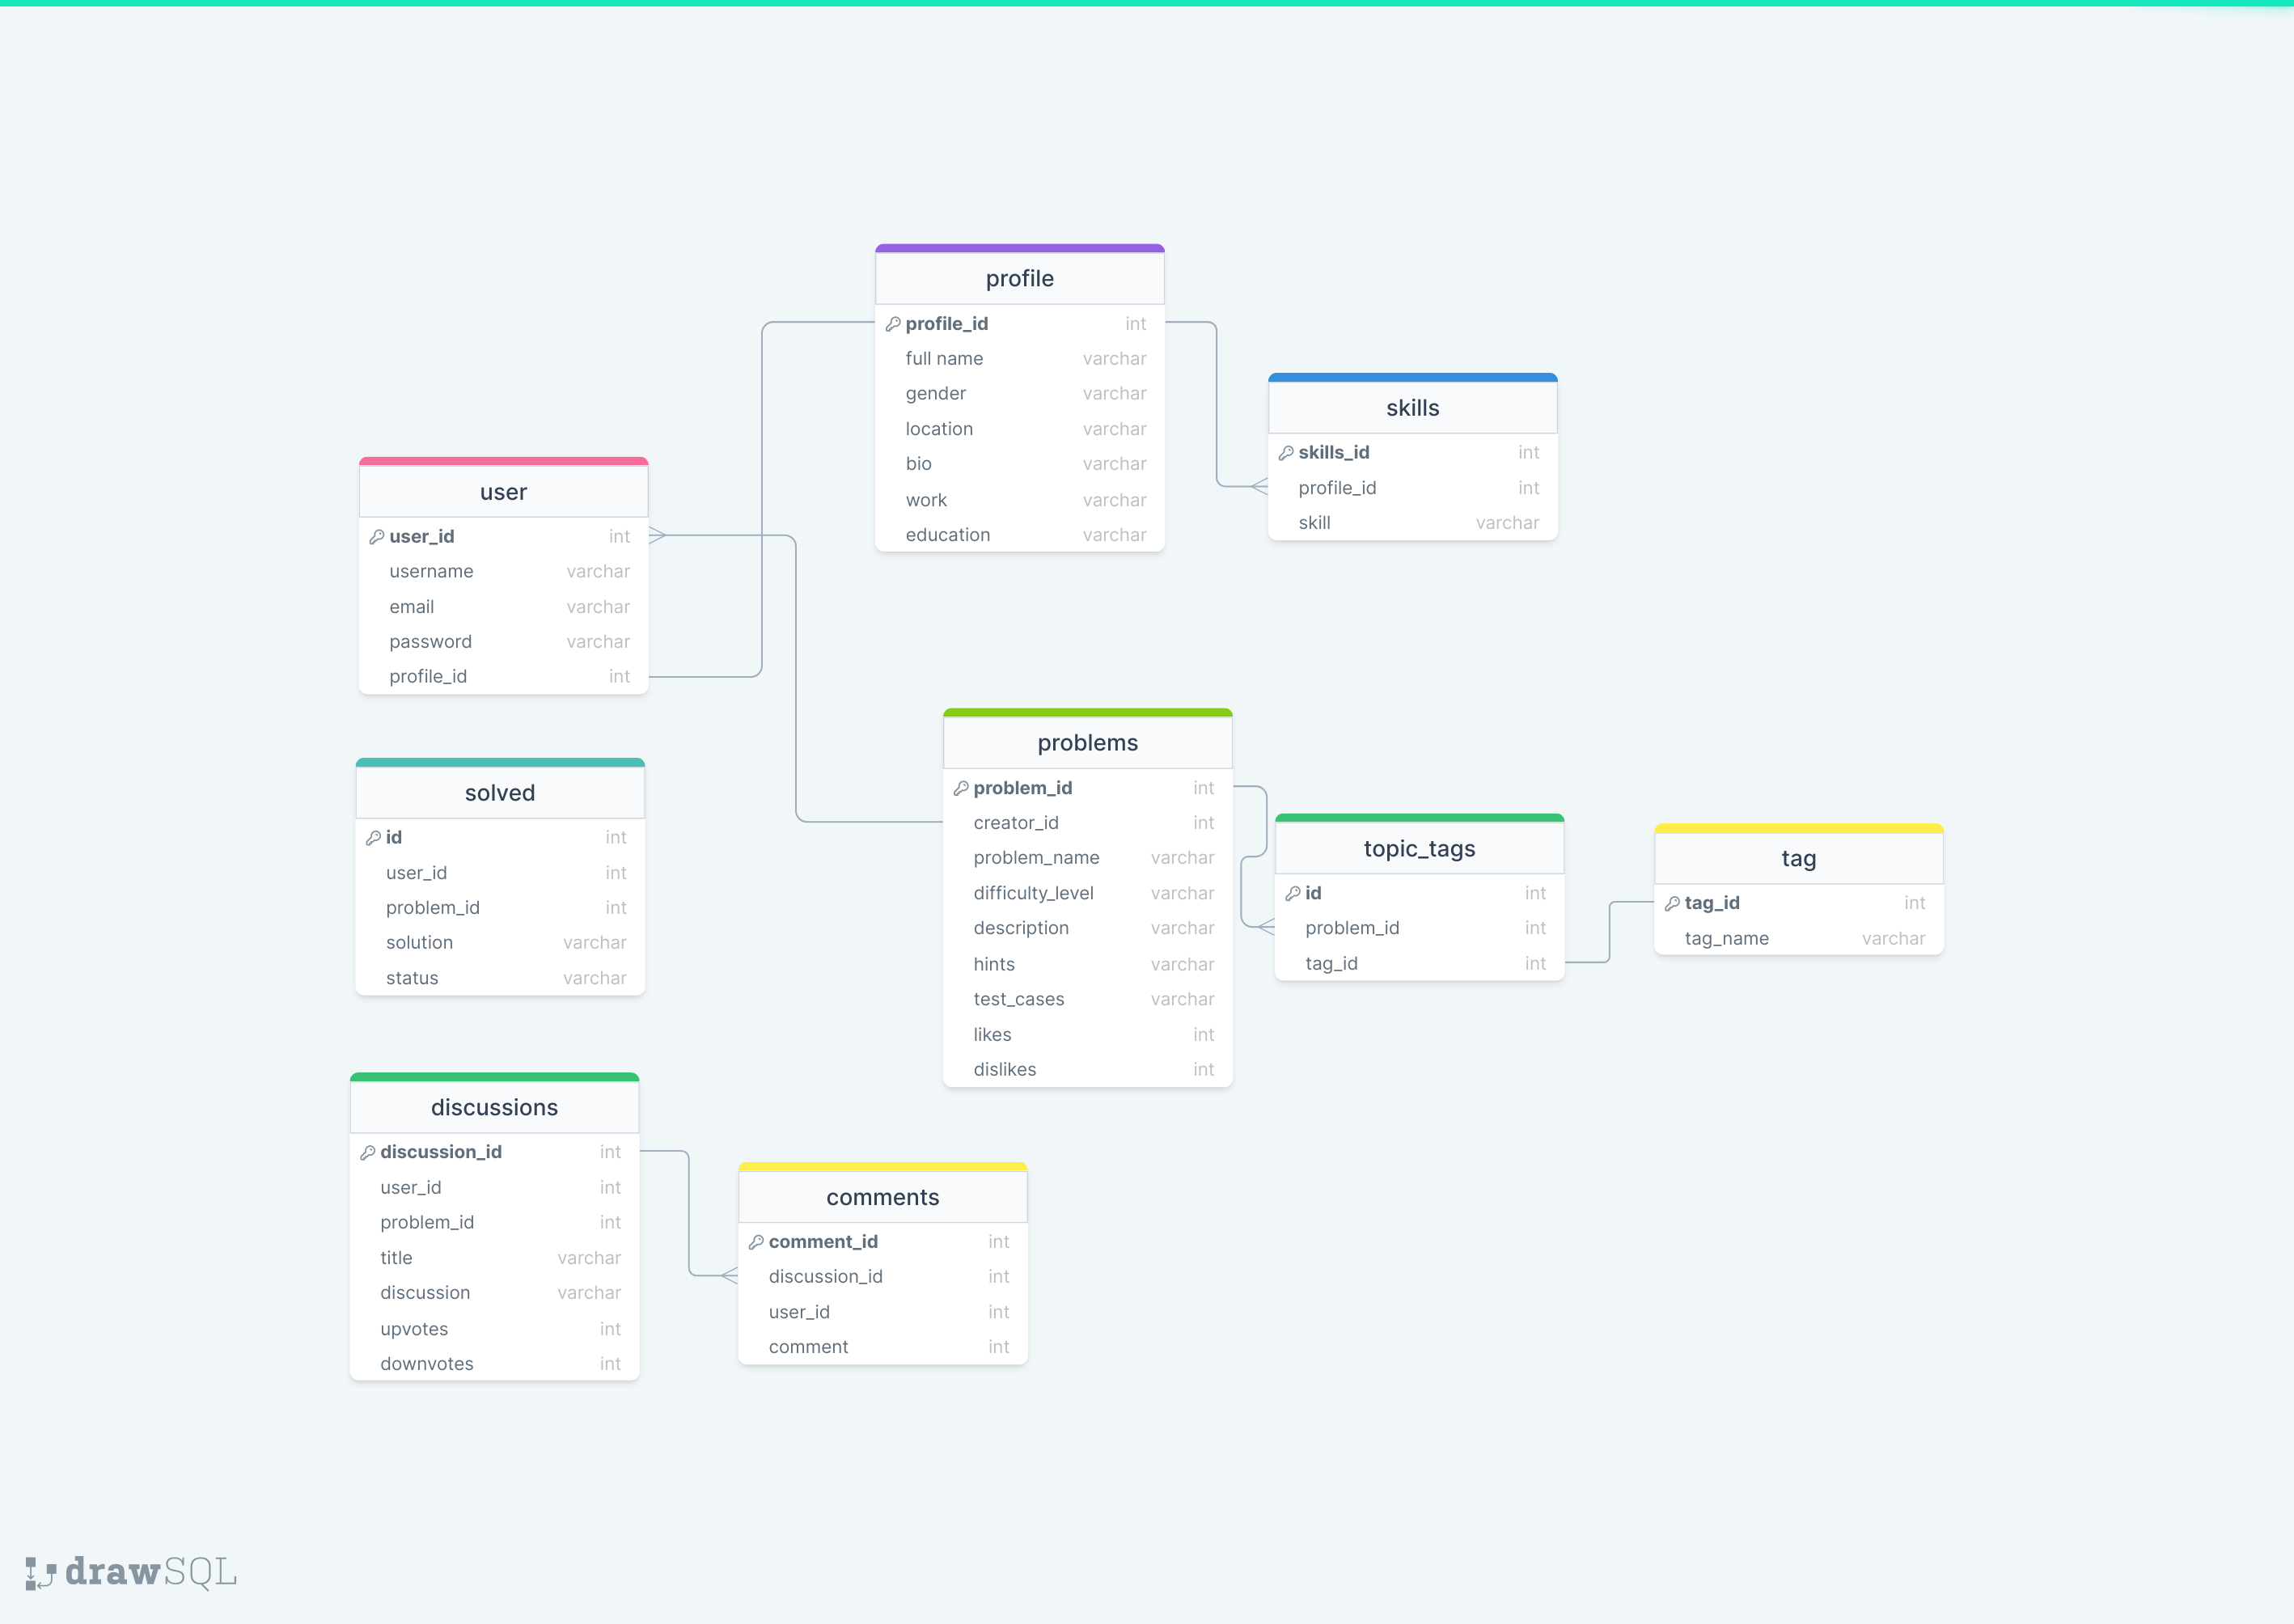 profile
profile_id int
full name varchar
gender varchar
location varchar
bio varchar
work varchar
education varchar
skills
skills_id int
profile_id int
skill varchar
user
user_id int
username varchar
email varchar
password varchar
profile_id int
problems
problem_id int
creator_id int
problem_name varchar
difficulty_level varchar
description varchar
hints varchar
test_cases varchar
likes int
dislikes int
solved
id int
user_id int
problem_id int
solution varchar
status varchar
topic_tags
id int
problem_id int
tag_id int
tag
tag_id int
tag_name varchar
discussions
discussion_id int
user_id int
problem_id int
title varchar
discussion varchar
upvotes int
downvotes int
comments
comment_id int
discussion_id int
user_id int
comment int
drawSQL